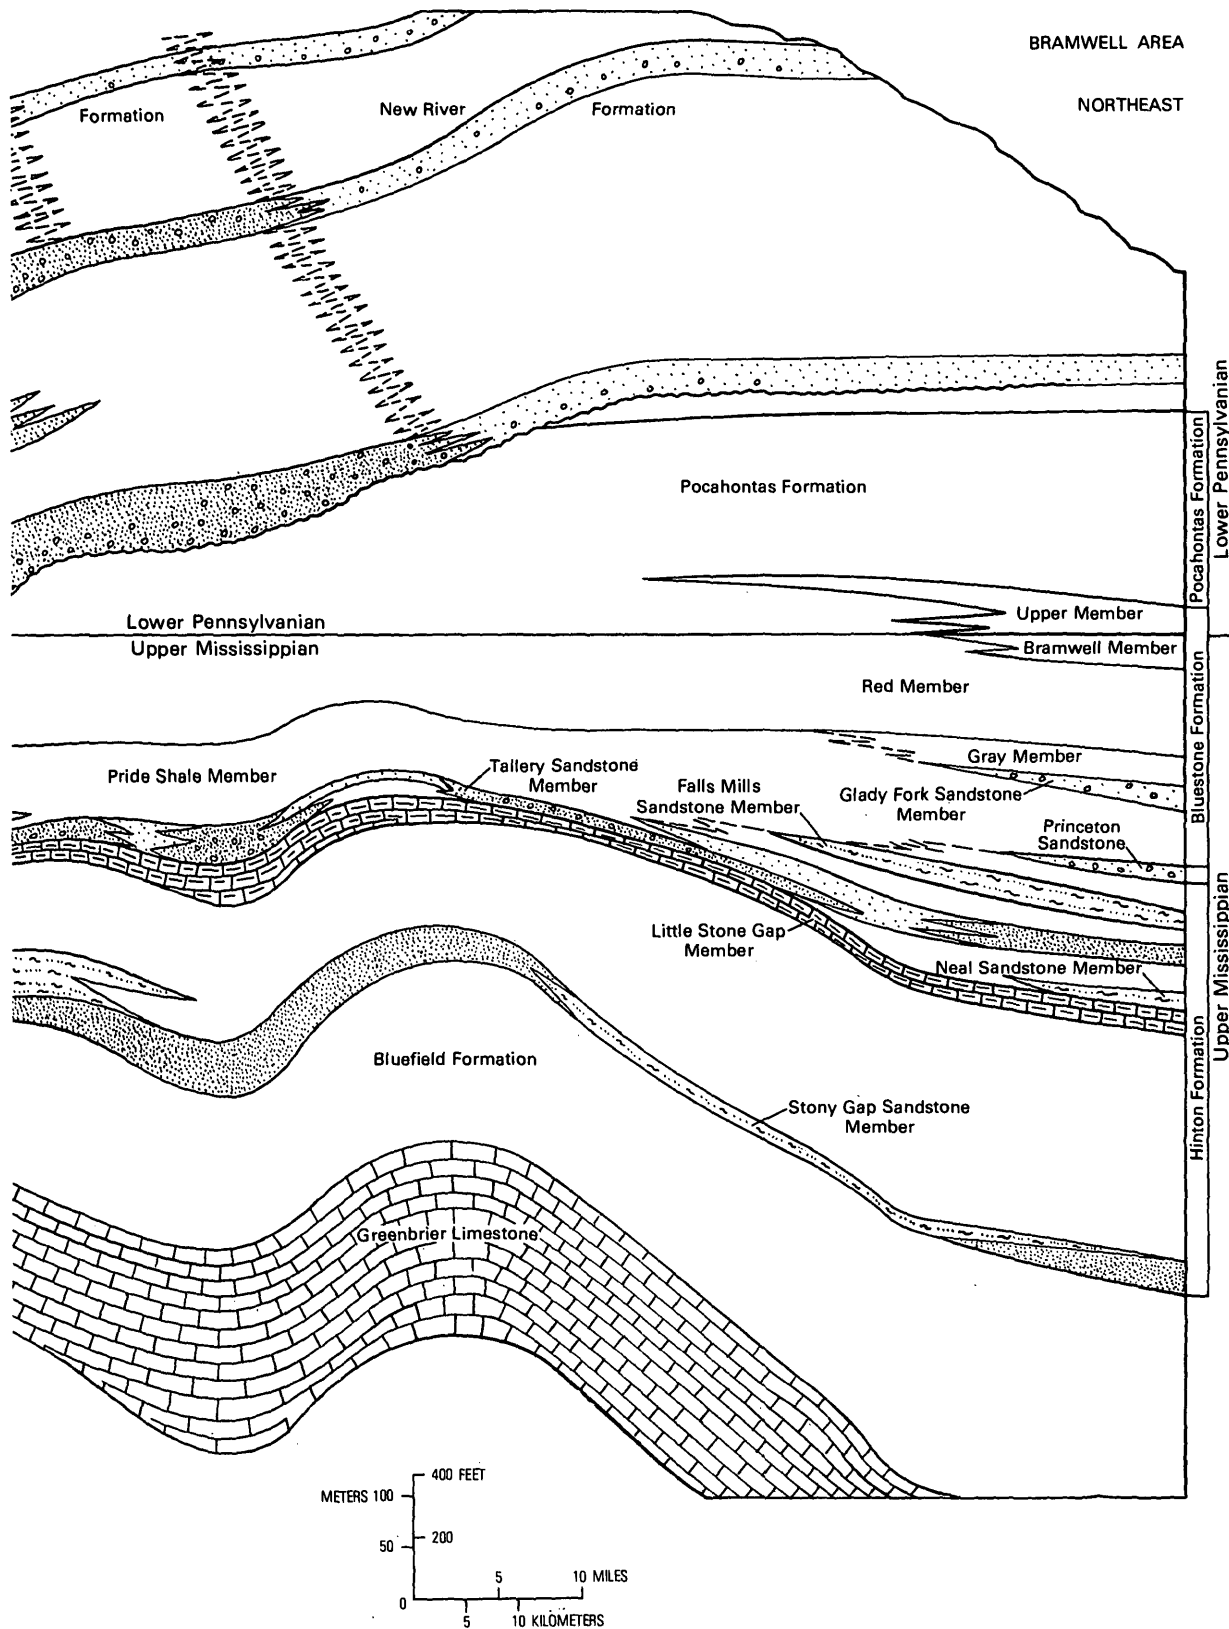 BRAMWELL AREA
NORTHEAST
Formation
New River
Formation
Lower Pennsylvanian
Pocahontas Formation
Pocahontas Formation
Lower Pennsylvanian
Upper Mississippian
Upper Member
Bramwell Member
Red Member
Bluestone Formation
Gray Member
Pride Shale Member
Tallery Sandstone
Member
Falls Mills
Sandstone Member
Glady Fork Sandstone
Member
Princeton
Sandstone
Little Stone Gap
Member
Neal Sandstone Member
Upper Mississippian
Hinton Formation
Bluefield Formation
Stony Gap Sandstone
Member
Greenbrier Limestone
400 FEET
METERS 100
200
50
5
10 MILES
0
5
10 KILOMETERS